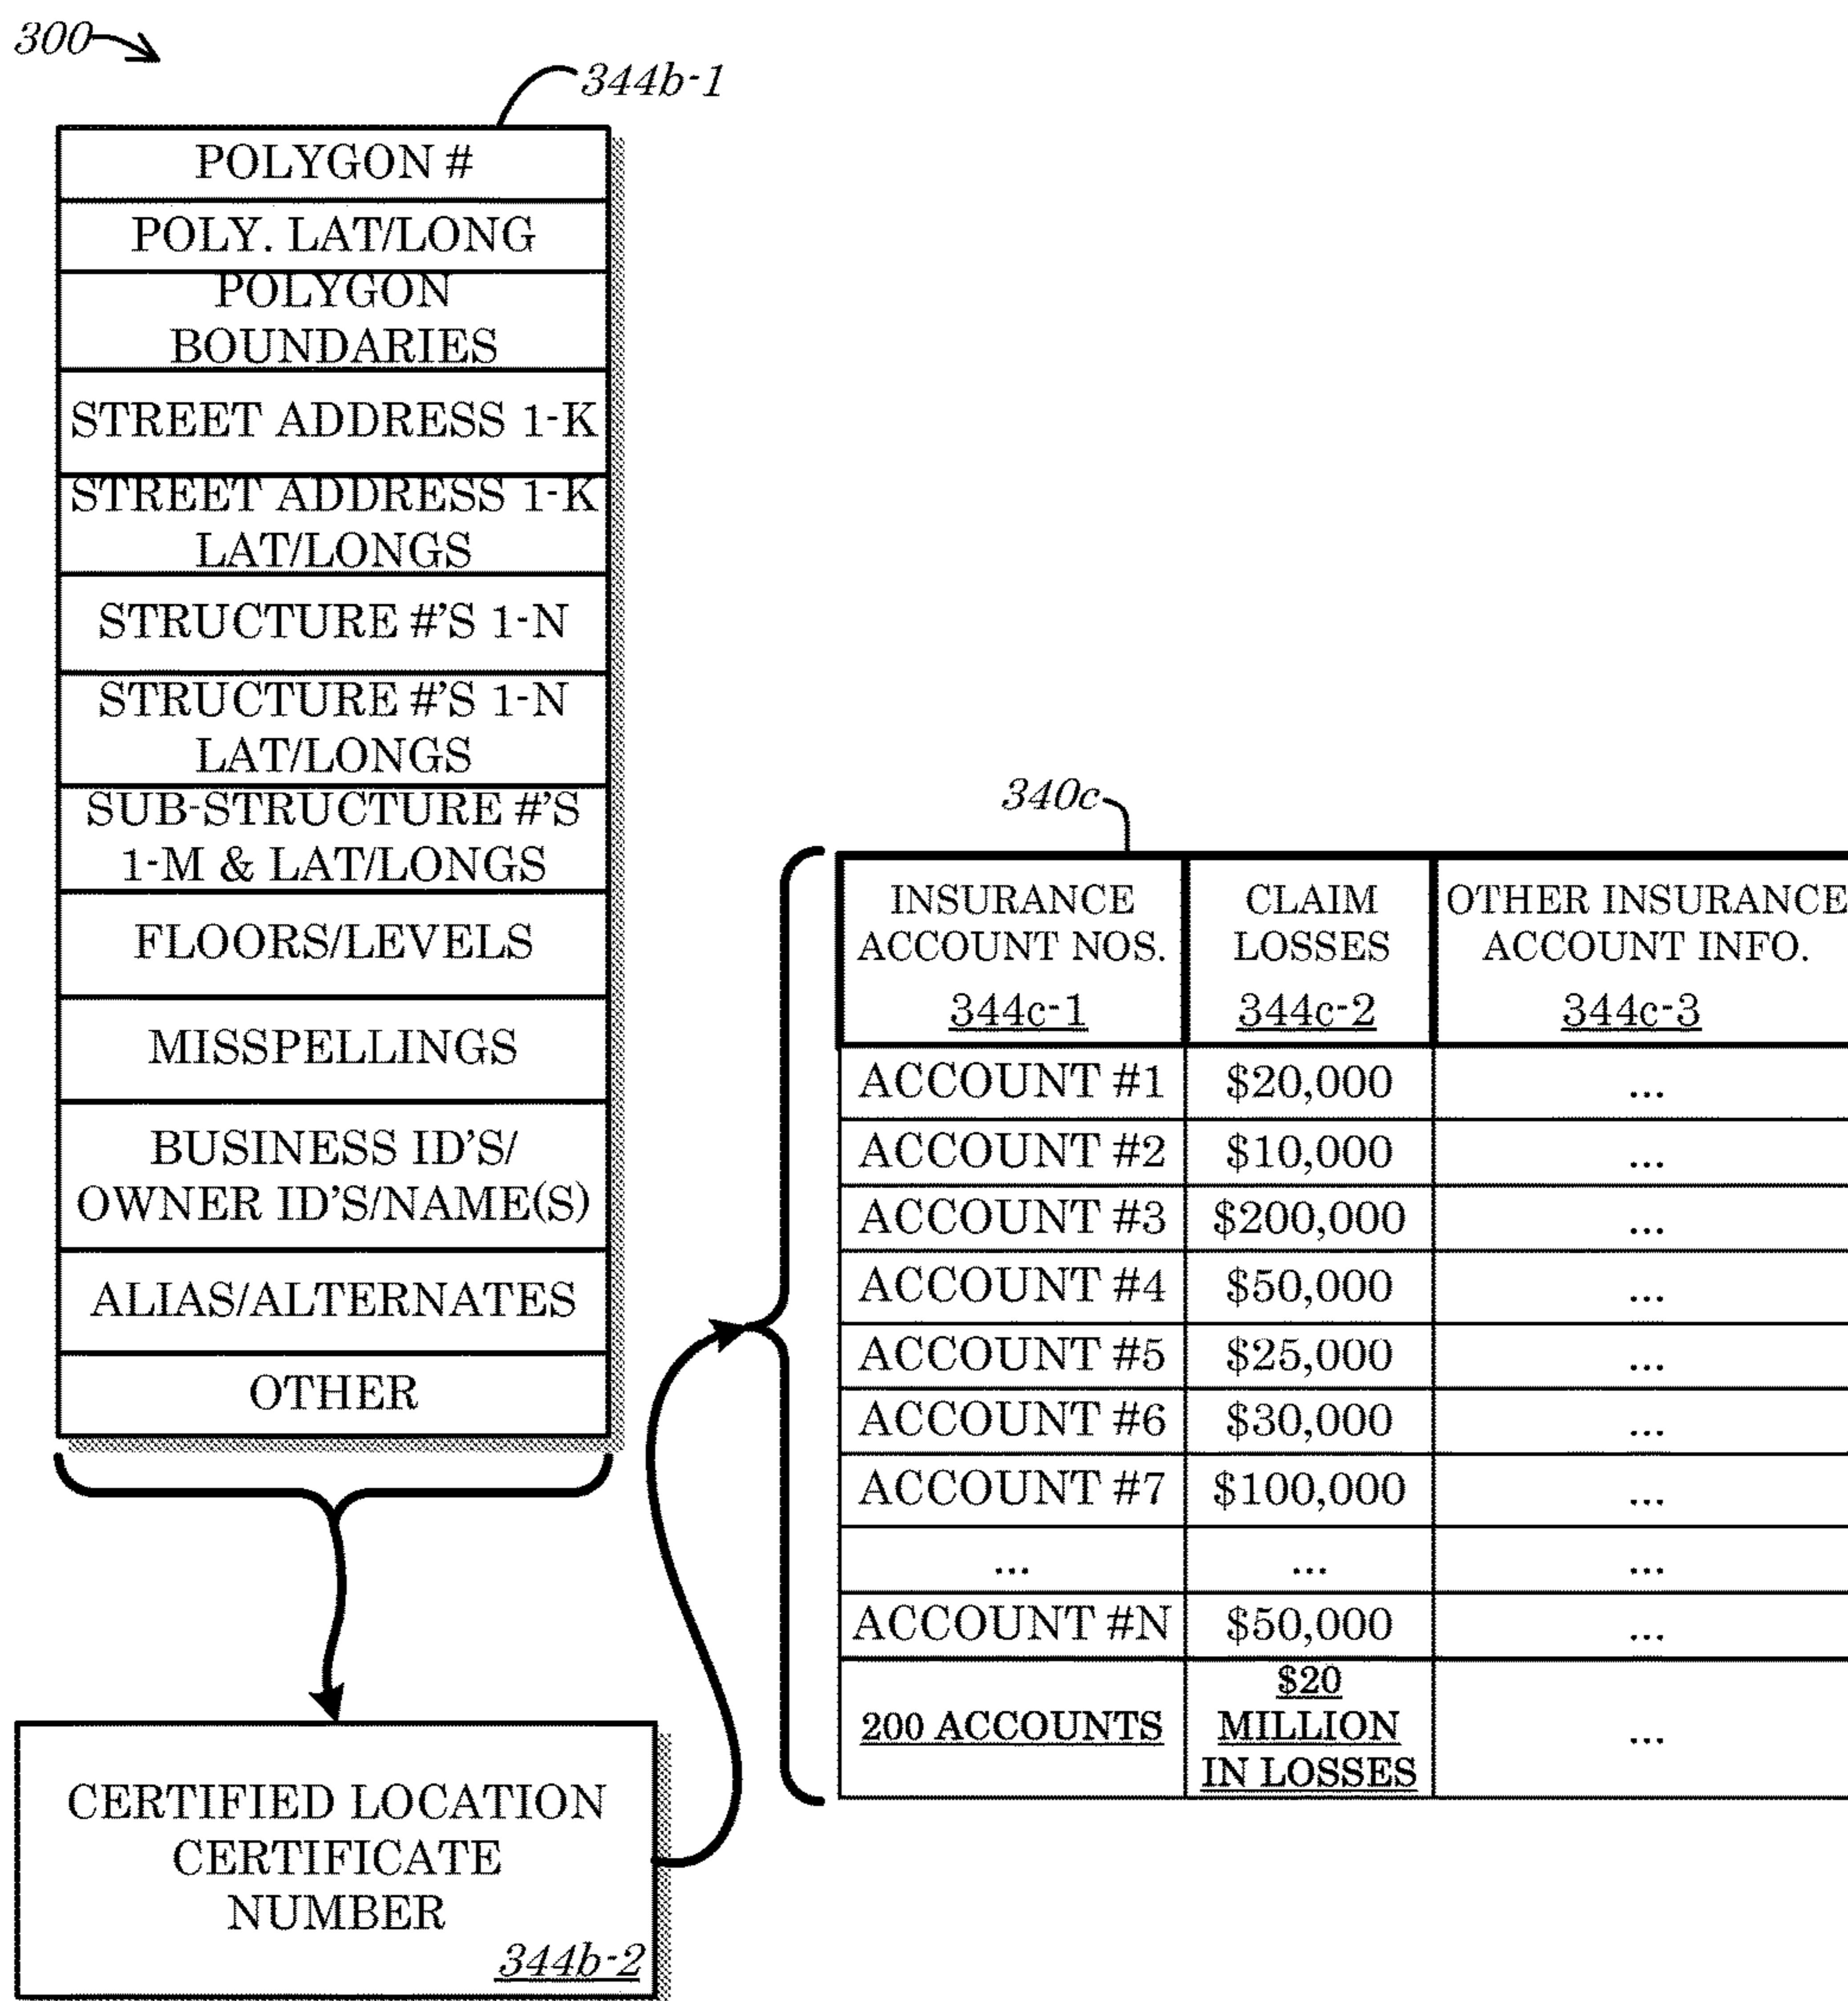 300
344b-1
POLYGON #
POLY. LAT/LONG
POLYGON
BOUNDARIES
STREET ADDRESS 1-K
STREET ADDRESS 1-K
LAT/LONGS
STRUCTURE #'S 1-N
STRUCTURE #'S 1-N
LAT/LONGS
SUB-STRUCTURE #'S
1-M & LAT/LONGS
FLOORS/LEVELS
MISSPELLINGS
BUSINESS ID'S/
OWNER ID'S/NAME(S)
ALIAS/ALTERNATES
OTHER
CERTIFIED LOCATION
CERTIFICATE
NUMBER
344b-2
340c
INSURANCE
ACCOUNT NOS.
344c-1
CLAIM
LOSSES
344c-2
OTHER INSURANCE
ACCOUNT INFO.
344c-3
ACCOUNT #1 $20,000 ...
ACCOUNT #2 $10,000 ...
ACCOUNT #3 $200,000 ...
ACCOUNT #4 $50,000 ...
ACCOUNT #5 $25,000 ...
ACCOUNT #6 $30,000 ...
ACCOUNT #7 $100,000 ...
... ... ...
ACCOUNT #N $50,000 ...
200 ACCOUNTS
$20
MILLION
IN LOSSES
...